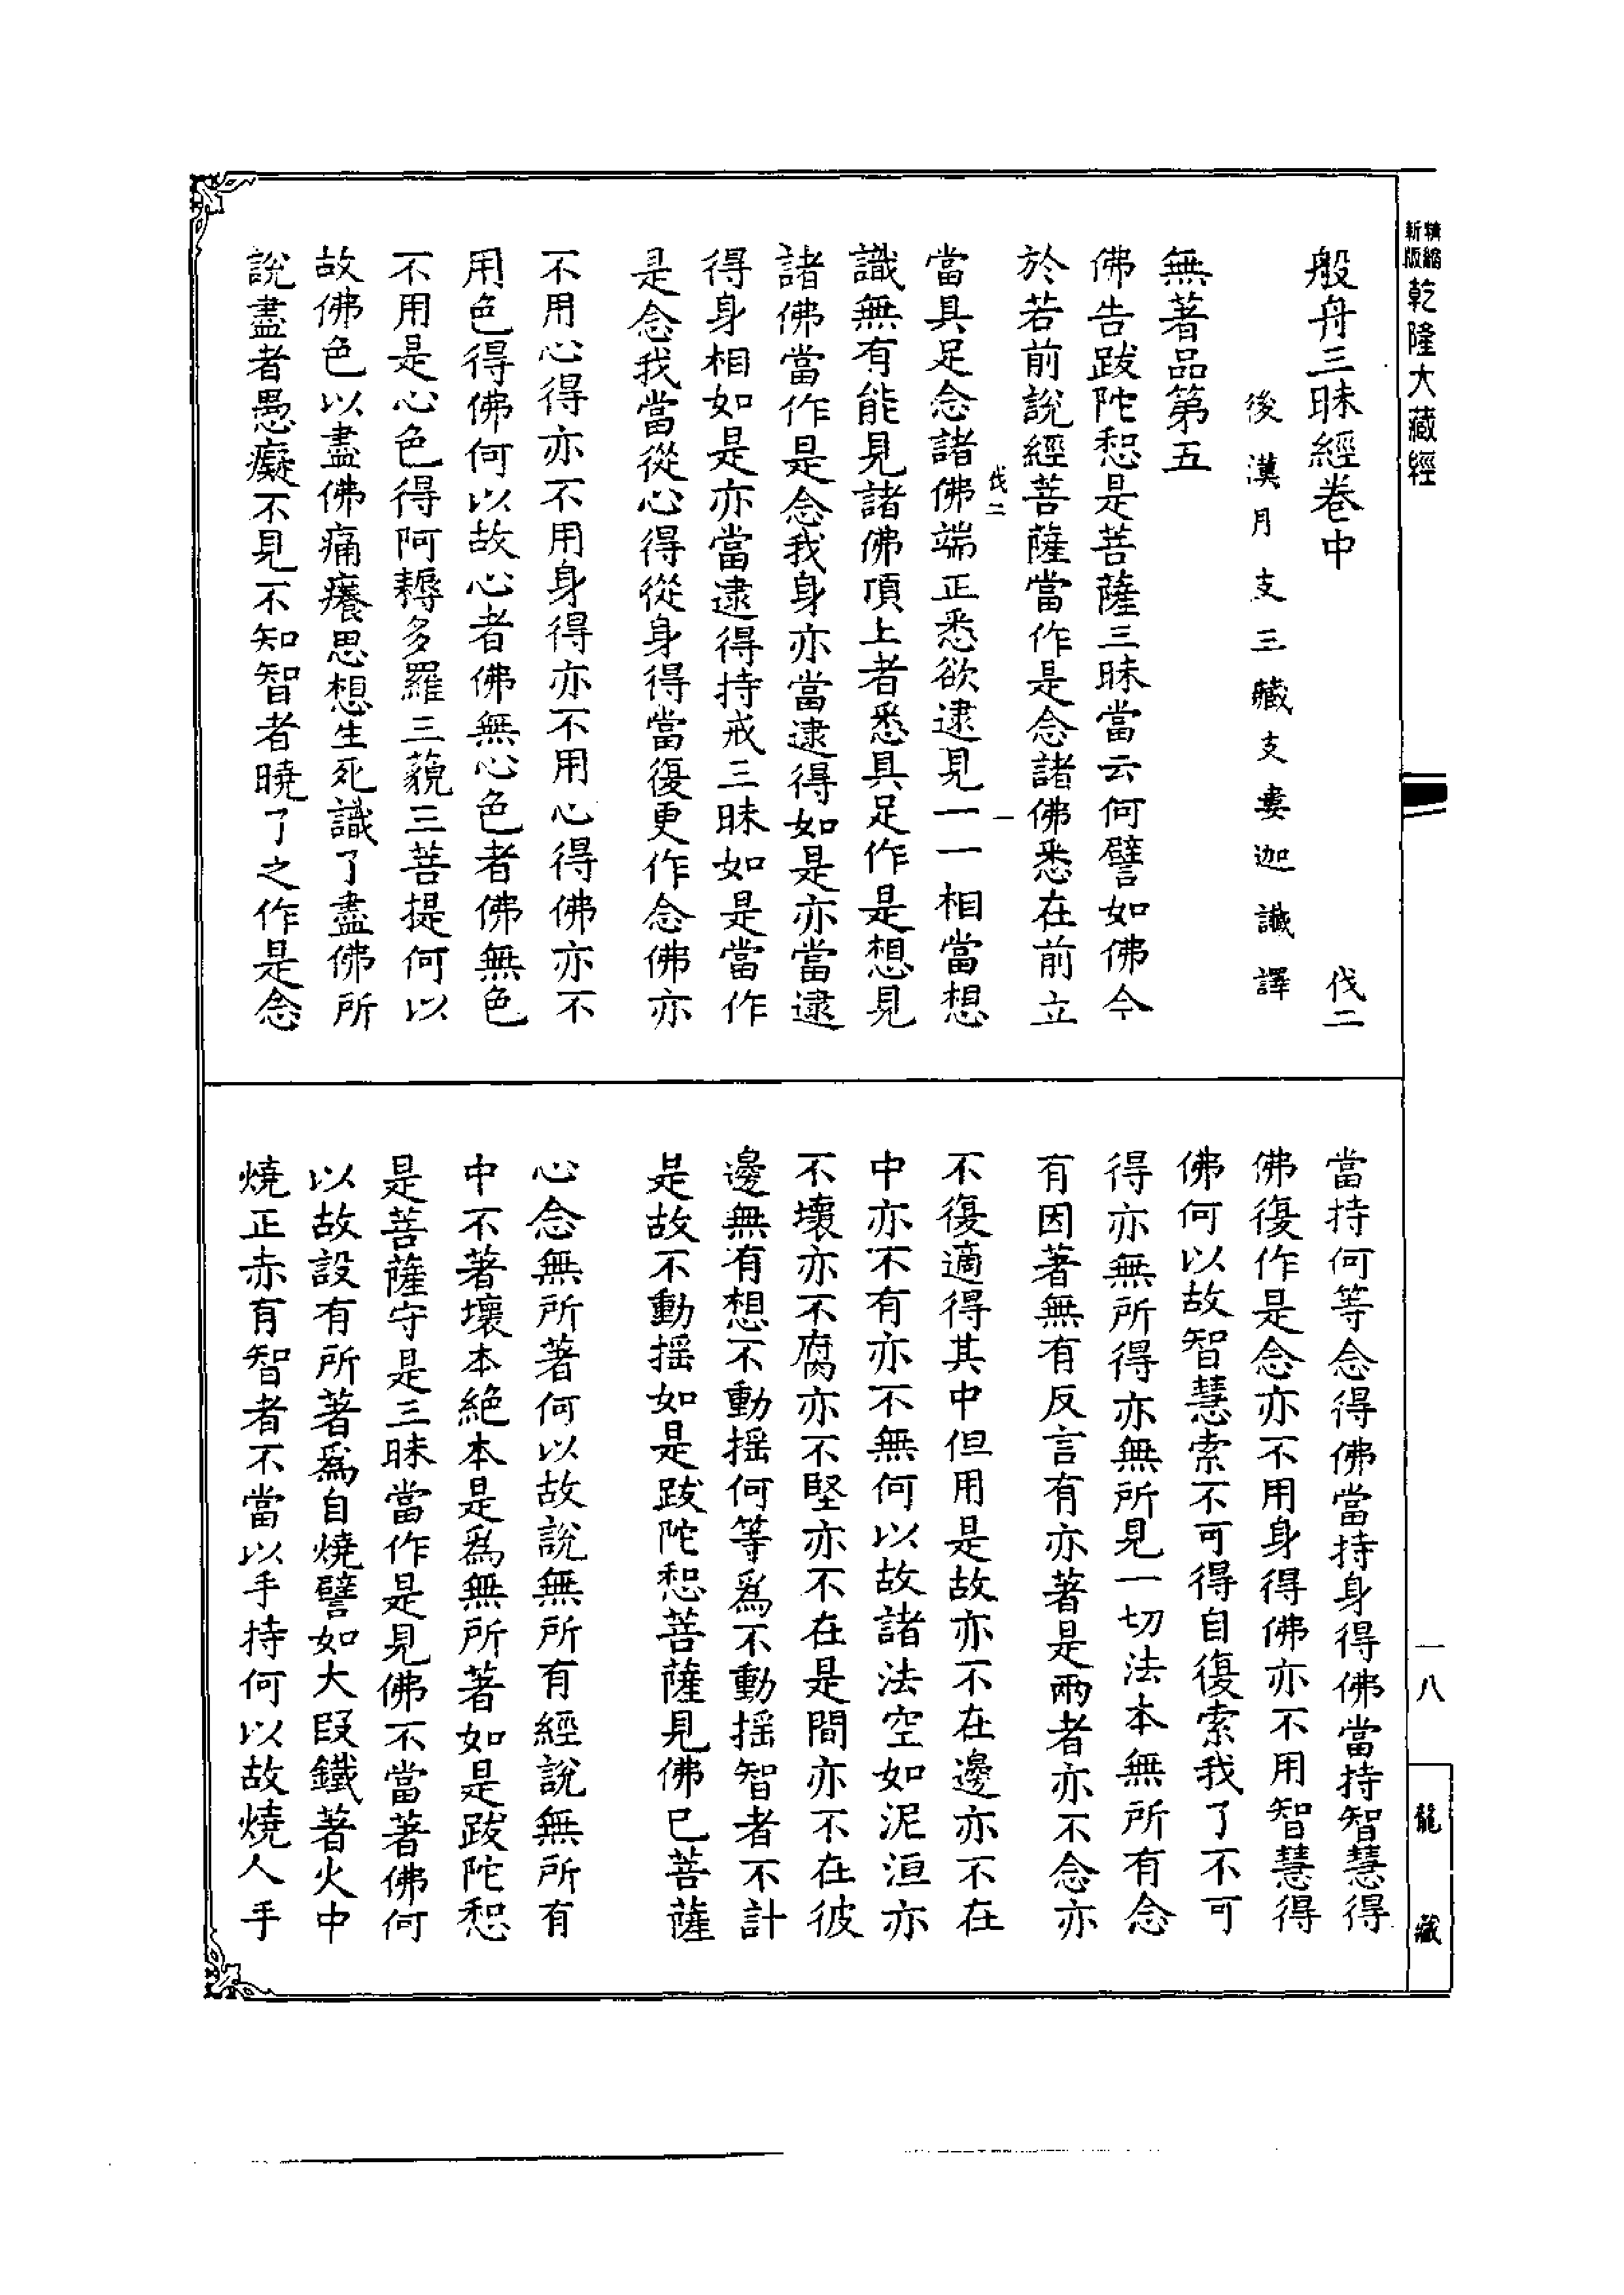 精縮
新版
乾隆大藏經
般舟三昧經卷中 伐二
後漢月支三藏支婁迦讖譯
無著品第五
佛告跋陀惒是菩薩三昧當云何譬如佛今
於若前說經菩薩當作是念諸佛悉在前立
伐二 一
當具足念諸佛端正悉欲逮見一一相當想
識無有能見諸佛頂上者悉具足作是想見
諸佛當作是念我身亦當逮得如是亦當逮
得身相如是亦當逮得持戒三昧如是當作
是念我當從心得從身得當復更作念佛亦
不用心得亦不用身得亦不用心得佛亦不
用色得佛何以故心者佛無心色者佛無色
不用是心色得阿耨多羅三藐三菩提何以
故佛色以盡佛痛癢思想生死識了盡佛所
說盡者愚癡不見不知智者曉了之作是念
當持何等念得佛當持身得佛當持智慧得
佛復作是念亦不用身得佛亦不用智慧得
佛何以故智慧索不可得自復索我了不可
得亦無所得亦無所見一切法本無所有念
有因著無有反言有亦著是兩者亦不念亦
不復適得其中但用是故亦不在邊亦不在
中亦不有亦不無何以故諸法空如泥洹亦
不壞亦不腐亦不堅亦不在是間亦不在彼
邊無有想不動搖何等爲不動搖智者不計
是故不動搖如是跋陀惒菩薩見佛已菩薩
心念無所著何以故說無所有經說無所有
中不著壞本絶本是爲無所著如是跋陀惒
是菩薩守是三昧當作是見佛不當著佛何
以故設有所著爲自燒譬如大段鐵著火中
燒正赤有智者不當以手持何以故燒人手
一八
龍藏